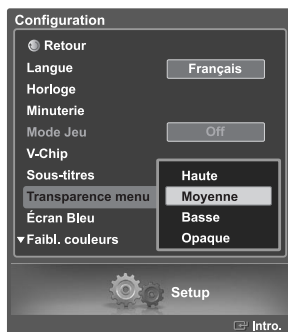 Configuration
Retour
Langue Français
Horloge
Minuterie
Mode Jeu Off
V-Chip
Sous-titres Haute
Transparence menu Moyenne
Écran Bleu Basse
▼Faibl. couleurs Opaque
Setup
Intro.